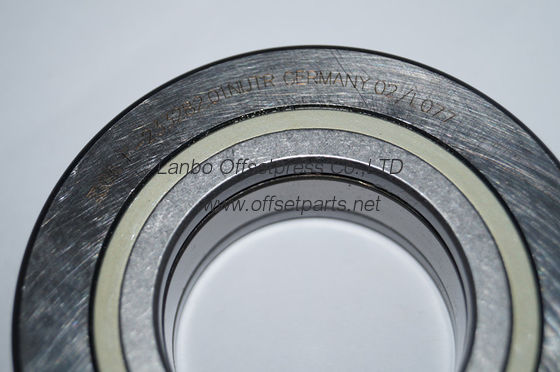 GERMANY 02/1 077
Lanbo Offsetpress Co.,LTD
www.offsetparts.net